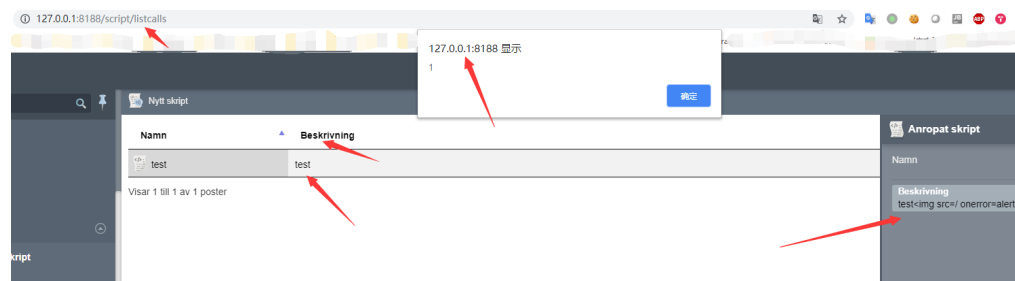 127.0.0.1:8188/script/listcalls
127.0.0.1:8188 显示
1
确定
Nytt skript
Namn
Beskrivning
test
test
Visar 1 till 1 av 1 poster
Anropat skript
Namn
Beskrivning
test<img src=/ onerror=alert
kript